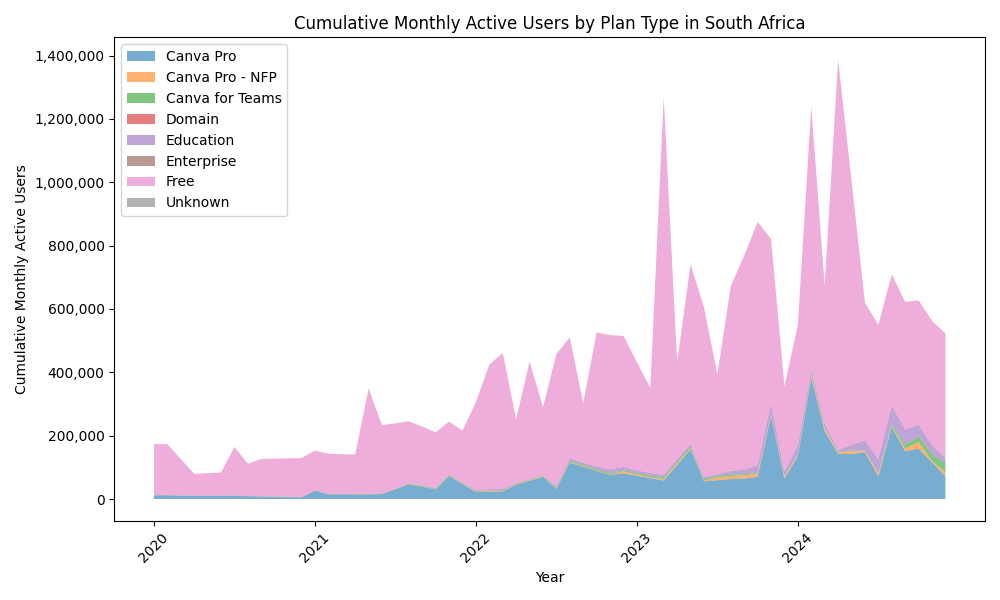 Cumulative Monthly Active Users by Plan Type in South Africa
Canva Pro
Canva Pro - NFP
Canva for Teams
Domain
Education
Enterprise
Free
Unknown
1,400,000
1,200,000
1,000,000
800,000
600,000
400,000
200,000
0
Cumulative Monthly Active Users
2020
2021
2022
2023
2024
Year